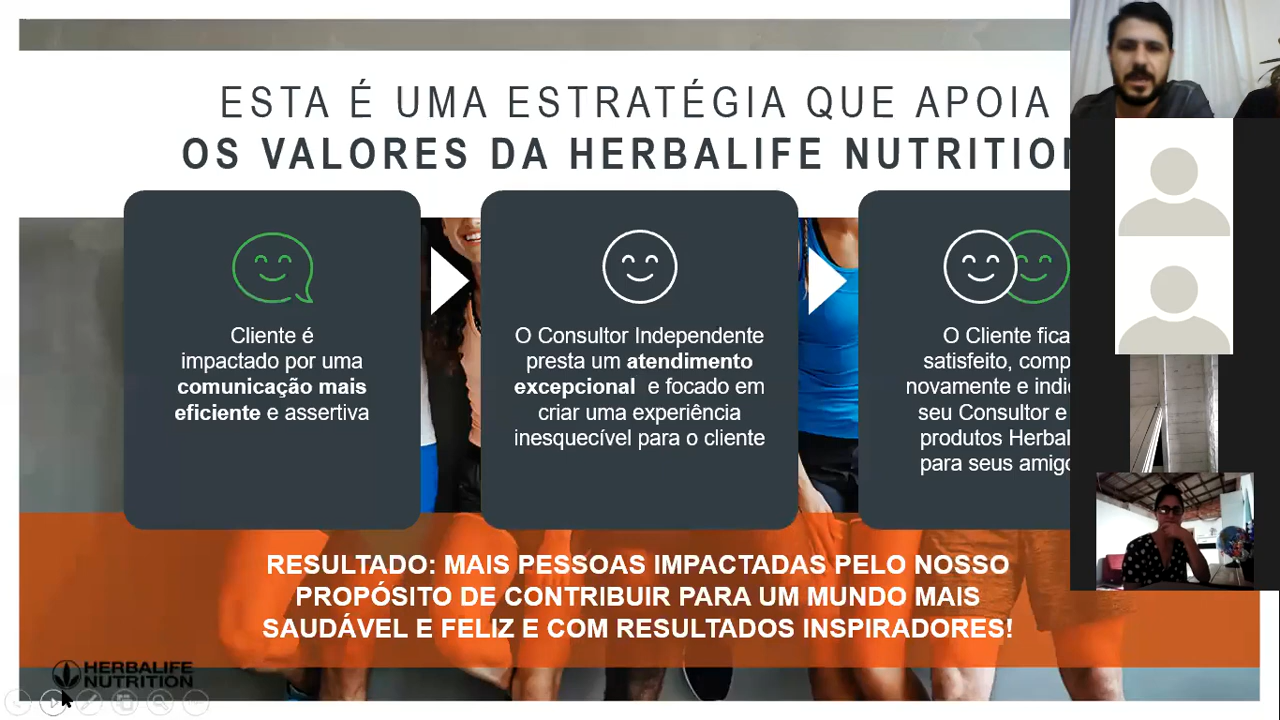 ESTA É UMA ESTRATÉGIA QUE APOIA
OS VALORES DA HERBALIFE NUTRITION
Cliente é
impactado por uma
comunicação mais
eficiente e assertiva
O Consultor Independente
presta um atendimento
excepcional e focado em
criar uma experiência
inesquecível para o cliente
O Cliente fica
satisfeito, comp
novamente e indi
seu Consultor e
produtos Herbal
para seus amig
RESULTADO: MAIS PESSOAS IMPACTADAS PELO NOSSO
PROPÓSITO DE CONTRIBUIR PARA UM MUNDO MAIS
SAUDÁVEL E FELIZ E COM RESULTADOS INSPIRADORES!
HERBALIFE
NUTRITION